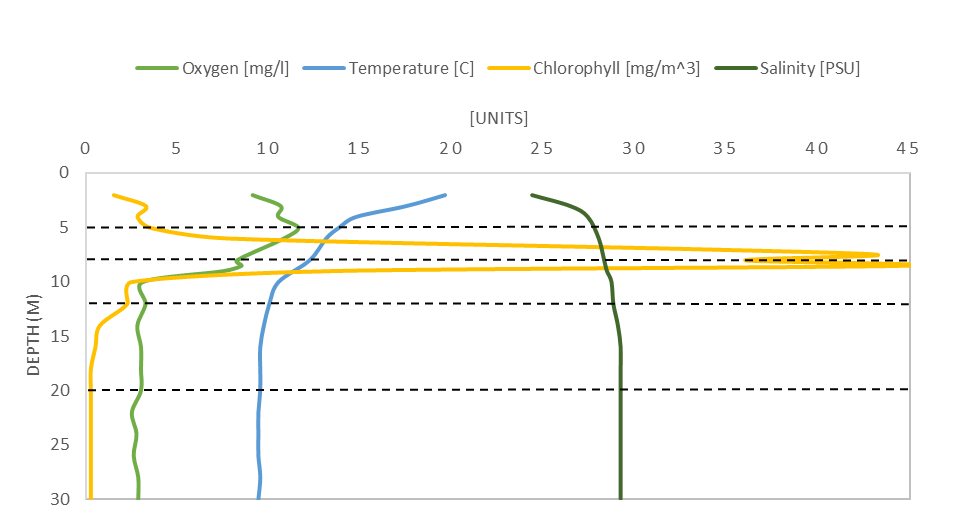 Oxygen [mg/l] Temperature [C] Chlorophyll [mg/m^3] Salinity [PSU]
[UNITS]
0 5 10 15 20 25 30 35 40 45
0
5
10
15
20
25
30
DEPTH (M)